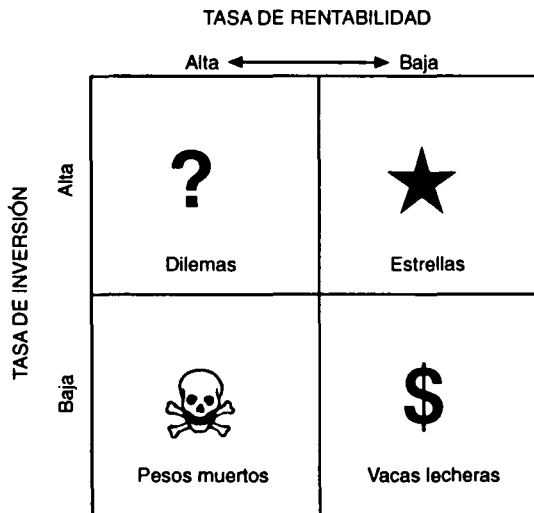 TASA DE RENTABILIDAD
Alta Baja
TASA DE INVERSIÓN
Alta
?
Dilemas Estrellas
Baja
$
Pesos muertos Vacas lecheras